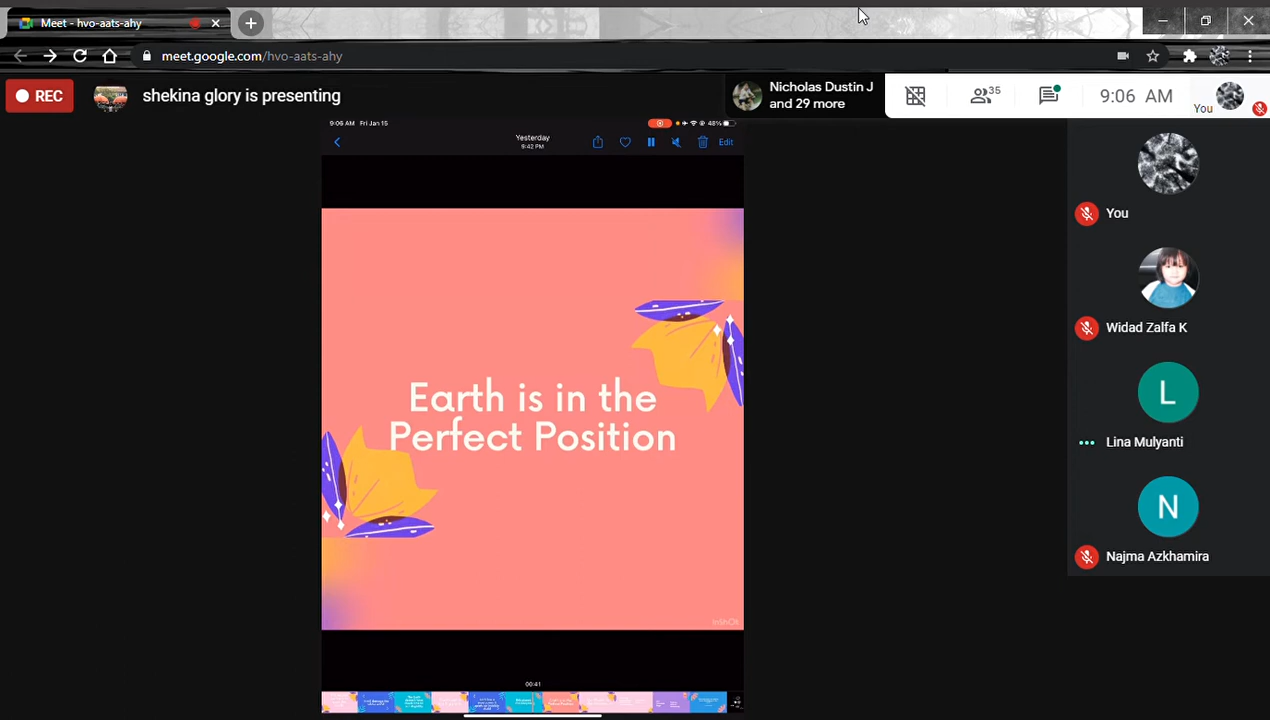 Meet - hvo-aats-ahy
meet.google.com/hvo-aats-ahy
REC
shekina glory is presenting
Nicholas Dustin J
and 29 more
35
9:06 AM
You
9:06 AM Fri Jan 15
48%
Yesterday
9:42 PM
Edit
You
Widad Zalfa K
Earth is in the
Perfect Position
L
Lina Mulyanti
N
Najma Azkhamira
InShOt
00:41